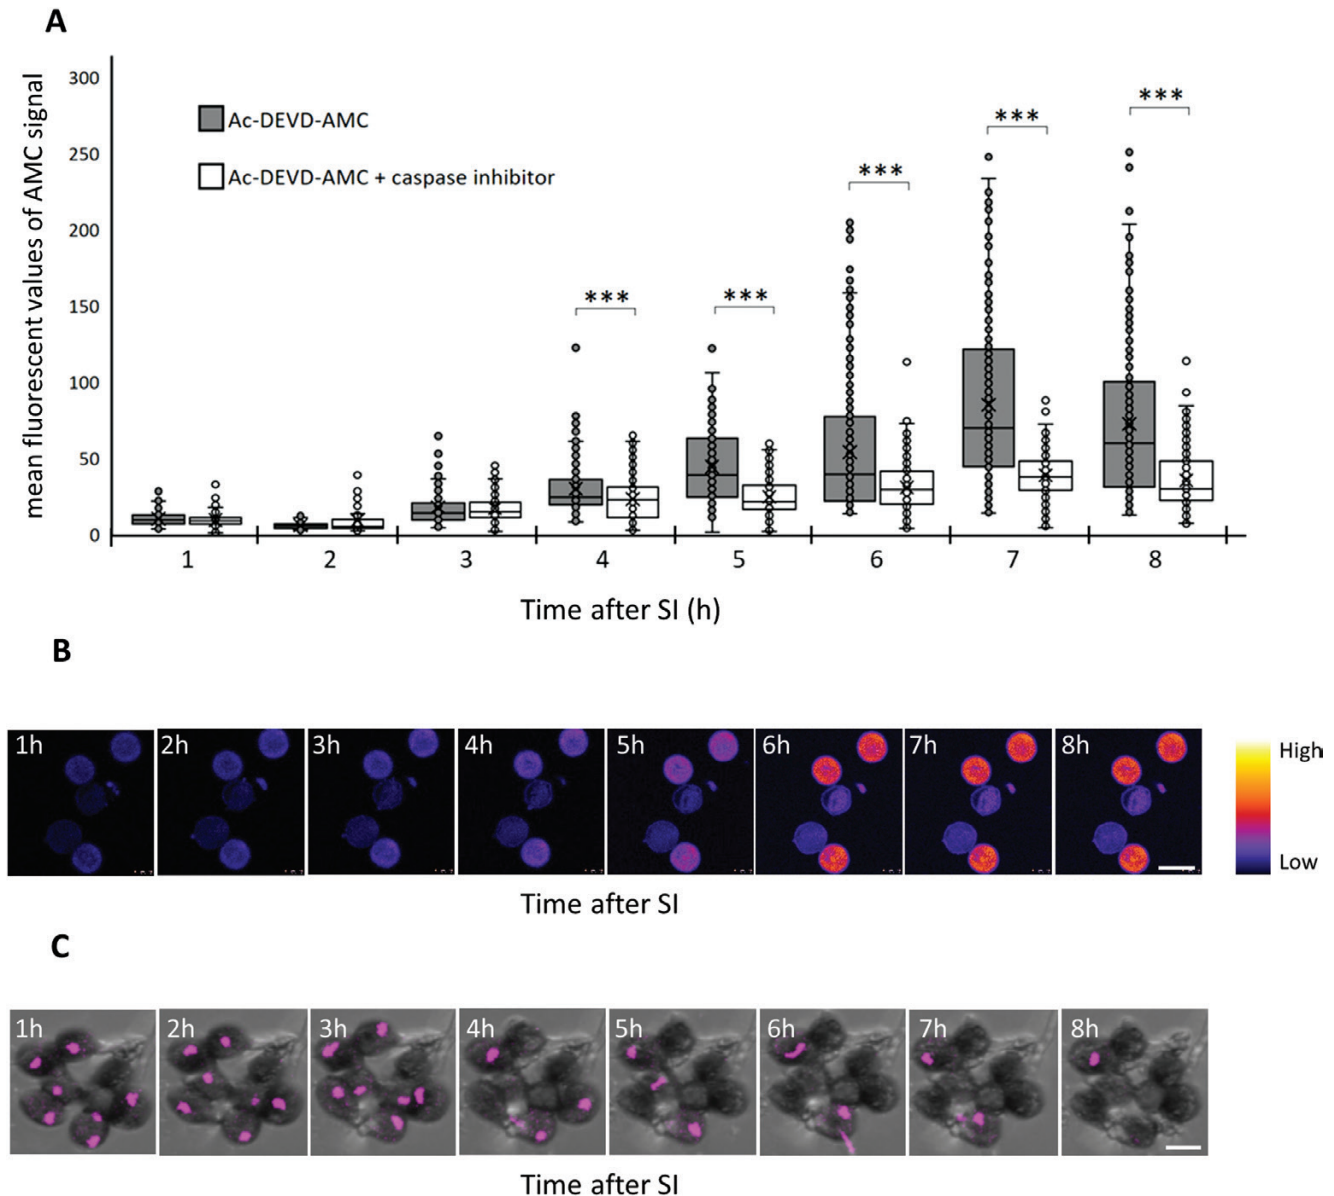 A
mean fluorescent values of AMC signal
300
250
200
150
100
50
0
Ac-DEVD-AMC
Ac-DEVD-AMC + caspase inhibitor
***
***
***
***
***
1 2 3 4 5 6 7 8
Time after SI (h)
B
1h 2h 3h 4h 5h 6h 7h 8h
High
Low
Time after SI
C
1h 2h 3h 4h 5h 6h 7h 8h
Time after SI